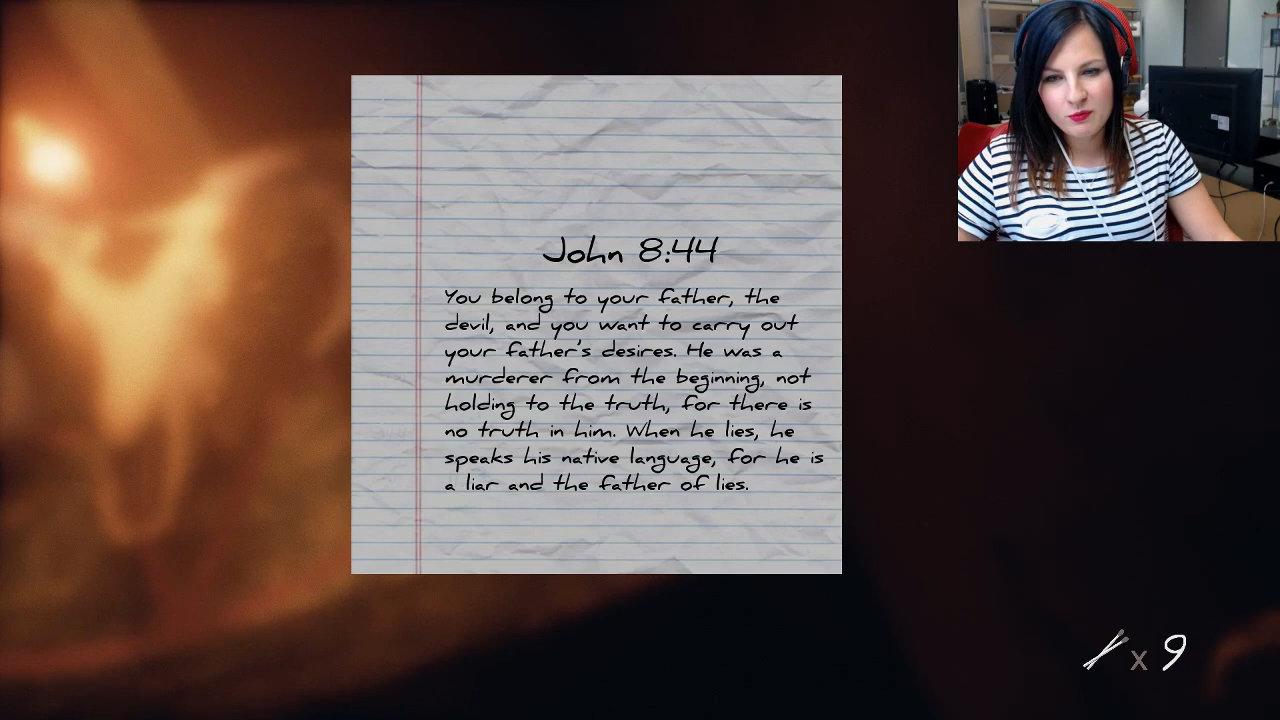 John 8:44
You belong to your father, the
devil, and you want to carry out
your father's desires. He was a
murderer from the beginning, not
holding to the truth, for there is
no truth in him. When he lies, he
speaks his native language, for he is
a liar and the father of lies.
x 9